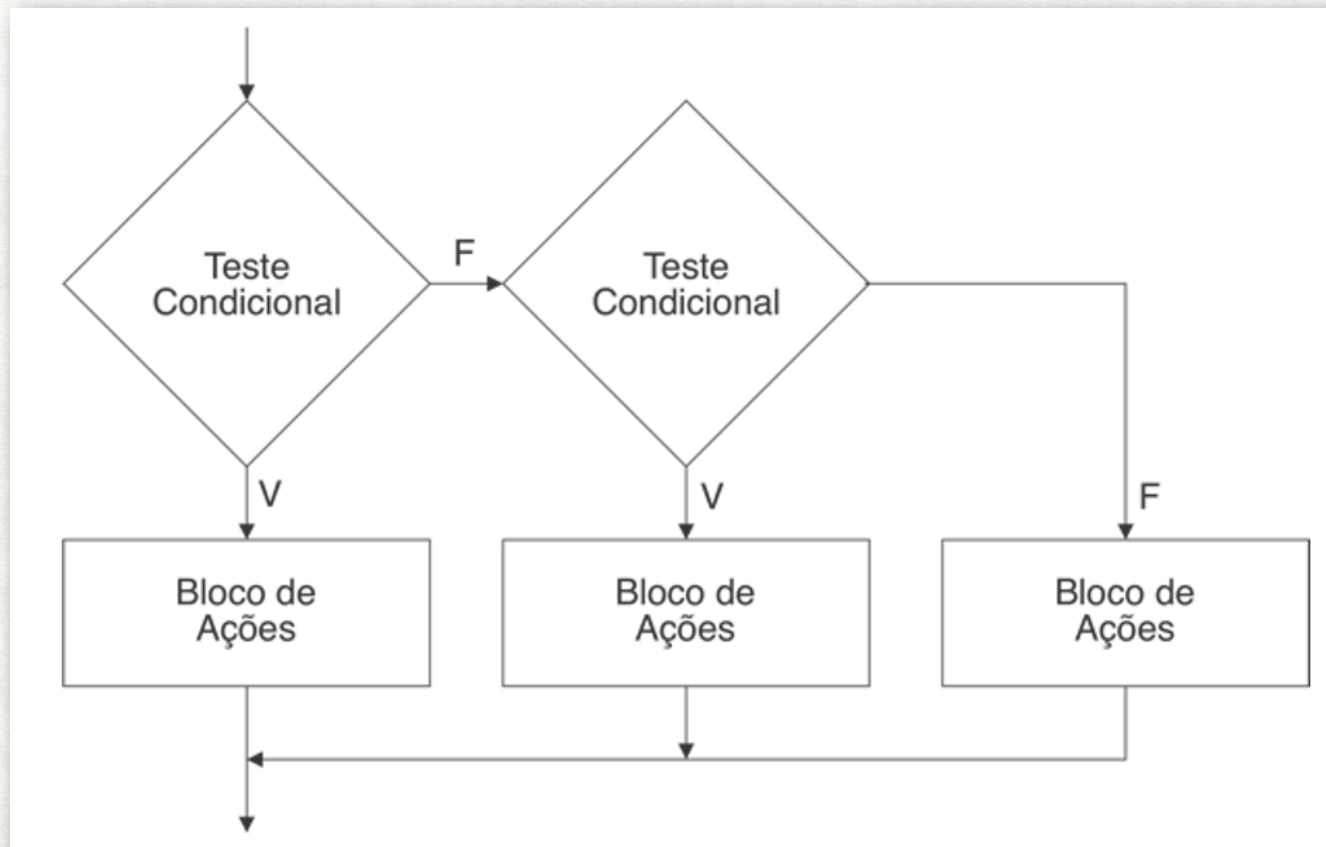 Teste
Condicional
F
Teste
Condicional
V
V
F
Bloco de
Ações
Bloco de
Ações
Bloco de
Ações